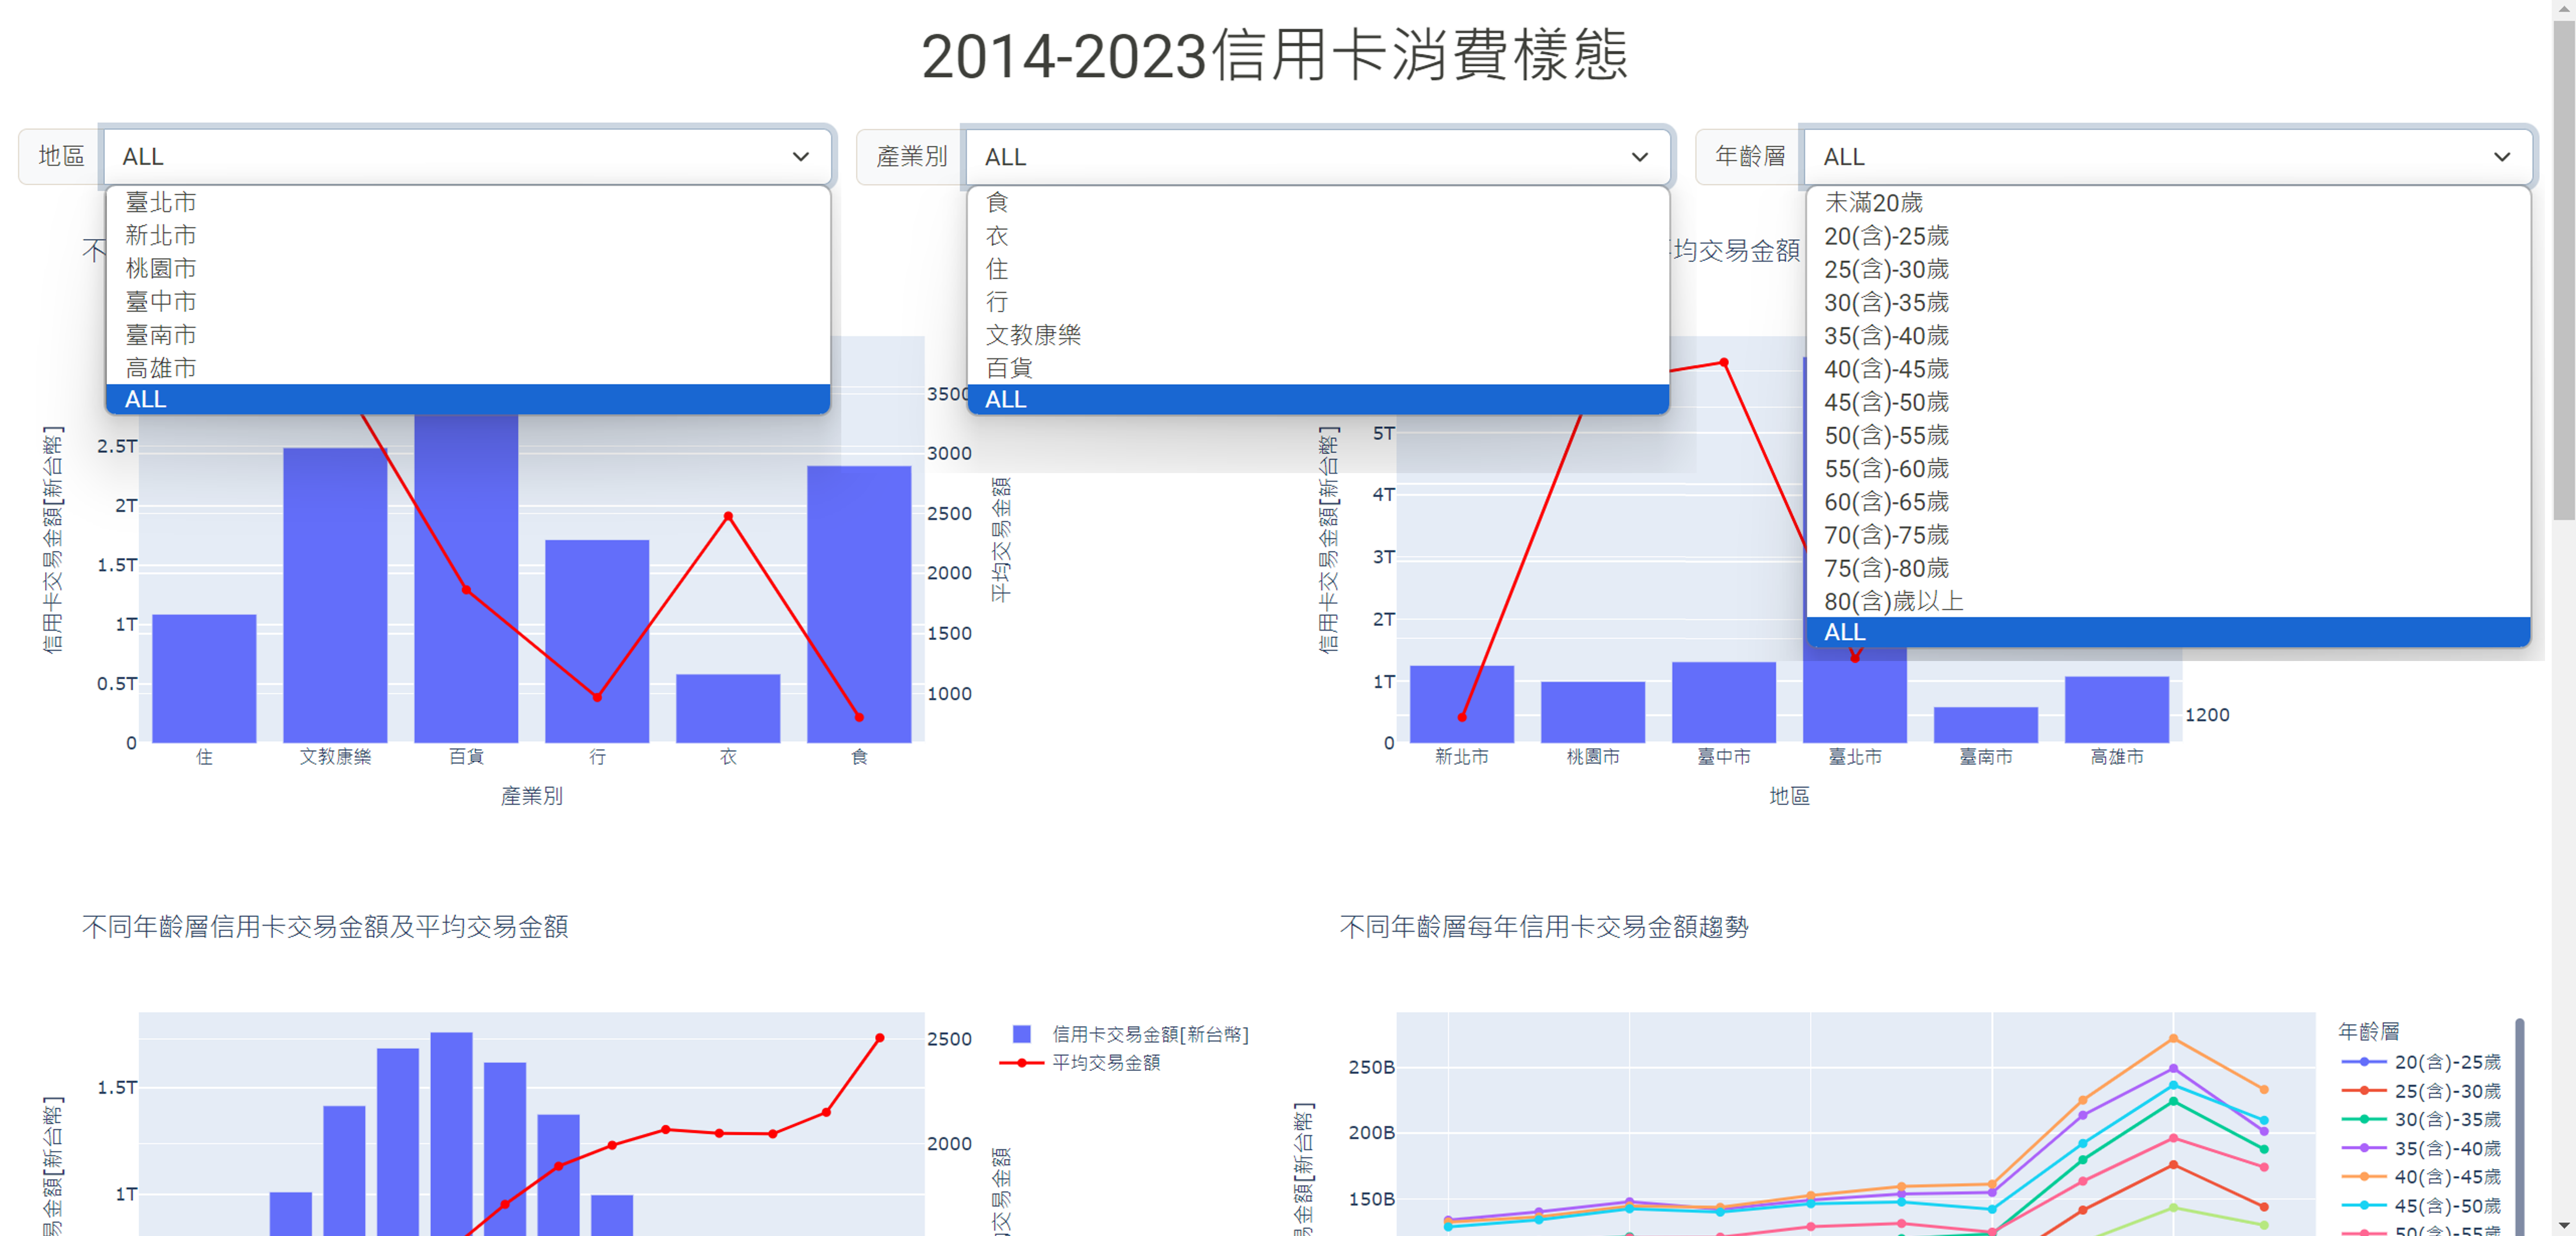 2014-2023信用卡消費樣態
地區
ALL
臺北市
新北市
桃園市
臺中市
臺南市
高雄市
ALL
產業別
ALL
食
衣
住
行
文教康樂
百貨
ALL
年齡層
ALL
未滿20歲
20(含)-25歲
25(含)-30歲
30(含)-35歲
35(含)-40歲
40(含)-45歲
45(含)-50歲
50(含)-55歲
55(含)-60歲
60(含)-65歲
70(含)-75歲
75(含)-80歲
80(含)歲以上
ALL
不
信用卡交易金額[新台幣]
2.5T
2T
1.5T
1T
0.5T
0
3500
3000
2500
2000
1500
1000
平均交易金額
住
文教康樂
百貨
行
衣
食
產業別
均交易金額
信用卡交易金額[新台幣]
5T
4T
3T
2T
1T
0
1200
新北市
桃園市
臺中市
臺北市
臺南市
高雄市
地區
不同年齡層信用卡交易金額及平均交易金額
易金額[新台幣]
1.5T
1T
2500
2000
交易金額
信用卡交易金額[新台幣]
平均交易金額
不同年齡層每年信用卡交易金額趨勢
易金額[新台幣]
250B
200B
150B
年齡層
20(含)-25歲
25(含)-30歲
30(含)-35歲
35(含)-40歲
40(含)-45歲
45(含)-50歲
50(含)-55歲